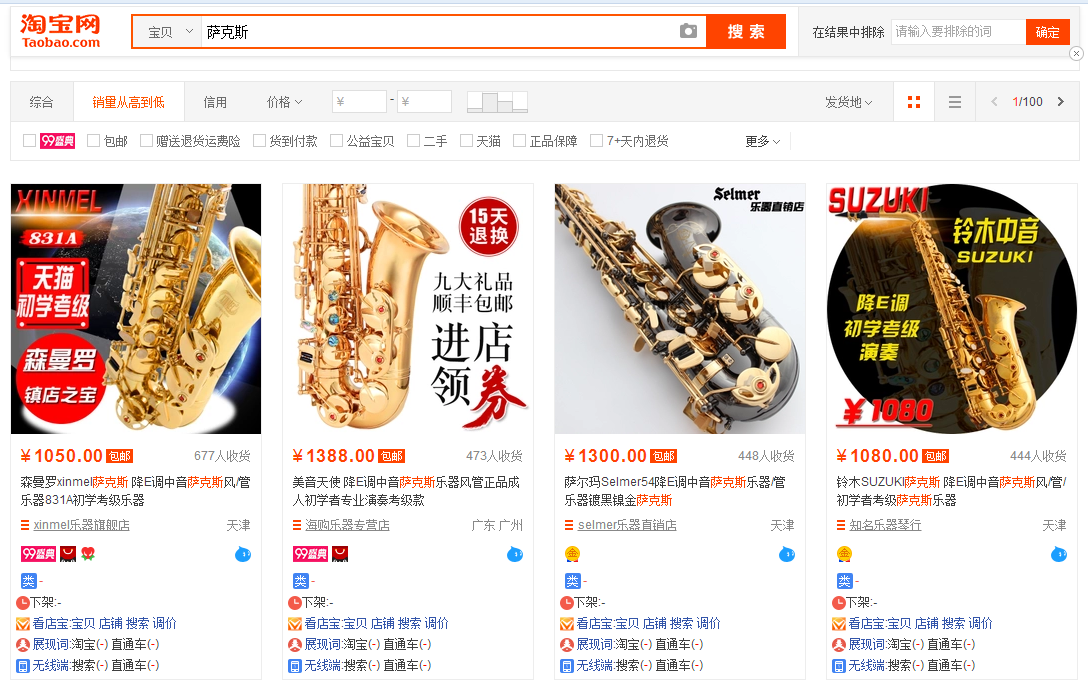 淘宝网
Taobao.com
宝贝 萨克斯 搜索
在结果中排除 请输入要排除的词 确定
综合 销量从高到低 信用 价格 ¥ - ¥ 发货地 1/100
99盛典 包邮 赠送退货运费险 货到付款 公益宝贝 二手 天猫 正品保障 7+天内退货 更多
XINMEL
831A
天猫
初学考级
森曼罗
镇店之宝
¥1050.00 包邮 677人收货
森曼罗xinmel萨克斯 降E调中音萨克斯风/管
乐器831A初学考级乐器
xinmel乐器旗舰店 天津
99盛典
类 -
下架:-
看店宝:宝贝 店铺 搜索 调价
展现词:淘宝(-) 直通车(-)
无线端:搜索(-) 直通车(-)
15天
退换
九大礼品
顺丰包邮
进店
领券
¥1388.00 包邮 473人收货
美音天使 降E调中音萨克斯乐器风管正品成
人初学者专业演奏考级款
海购乐器专营店 广东 广州
99盛典
类 -
下架:-
看店宝:宝贝 店铺 搜索 调价
展现词:淘宝(-) 直通车(-)
无线端:搜索(-) 直通车(-)
Selmer
乐器直销店
¥1300.00 包邮 448人收货
萨尔玛Selmer54降E调中音萨克斯乐器/管
乐器镀黑镍金萨克斯
selmer乐器直销店 天津
金
类 -
下架:-
看店宝:宝贝 店铺 搜索 调价
展现词:淘宝(-) 直通车(-)
无线端:搜索(-) 直通车(-)
SUZUKI
铃木中音
SUZUKI
降E调
初学考级
演奏
¥1080
¥1080.00 包邮 444人收货
铃木SUZUKI萨克斯 降E调中音萨克斯风/管/
初学者考级萨克斯乐器
知名乐器琴行 天津
金
类 -
下架:-
看店宝:宝贝 店铺 搜索 调价
展现词:淘宝(-) 直通车(-)
无线端:搜索(-) 直通车(-)